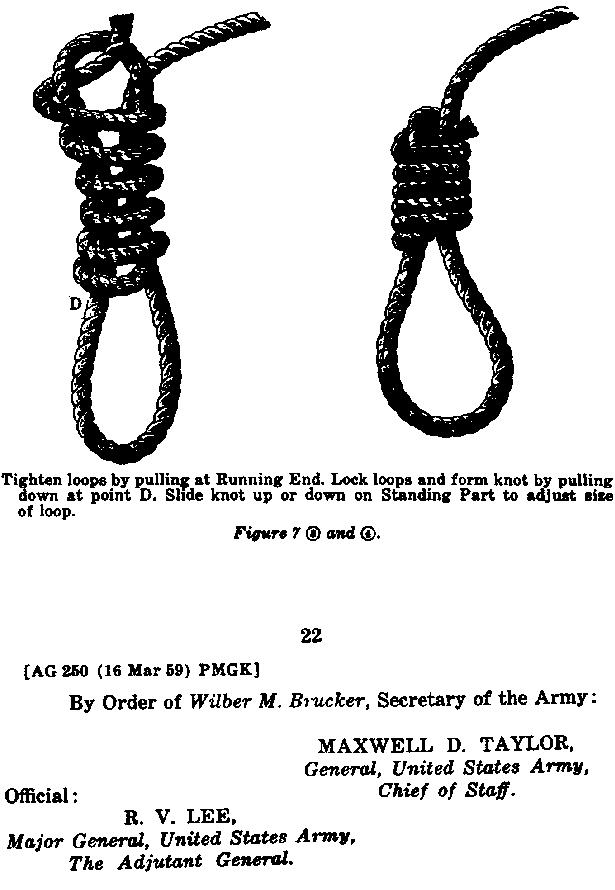 D
Tighten loops by pulling at Running End. Lock loops and form knot by pulling
down at point D. Slide knot up or down on Standing Part to adjust size
of loop.
Figure 7 ③ and ④.
22
[AG 250 (16 Mar 59) PMGK]
By Order of Wilber M. Brucker, Secretary of the Army:
MAXWELL D. TAYLOR,
General, United States Army,
Chief of Staff.
Official:
R. V. LEE,
Major General, United States Army,
The Adjutant General.